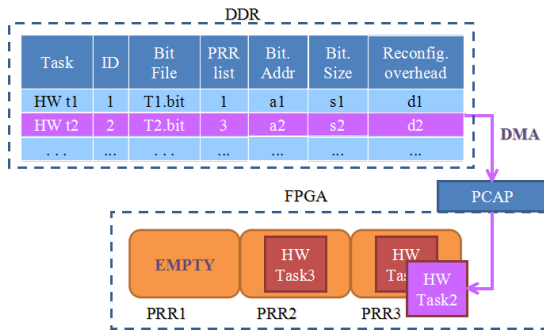 DDR
Task ID Bit File PRR list Bit. Addr Bit. Size Reconfig. overhead
HW t1 1 T1.bit 1 a1 s1 d1
HW t2 2 T2.bit 3 a2 s2 d2
. . . ... ... ... ... ... ...
DMA
PCAP
FPGA
EMPTY
HW
Task3
HW
HW
Task2
PRR1 PRR2 PRR3